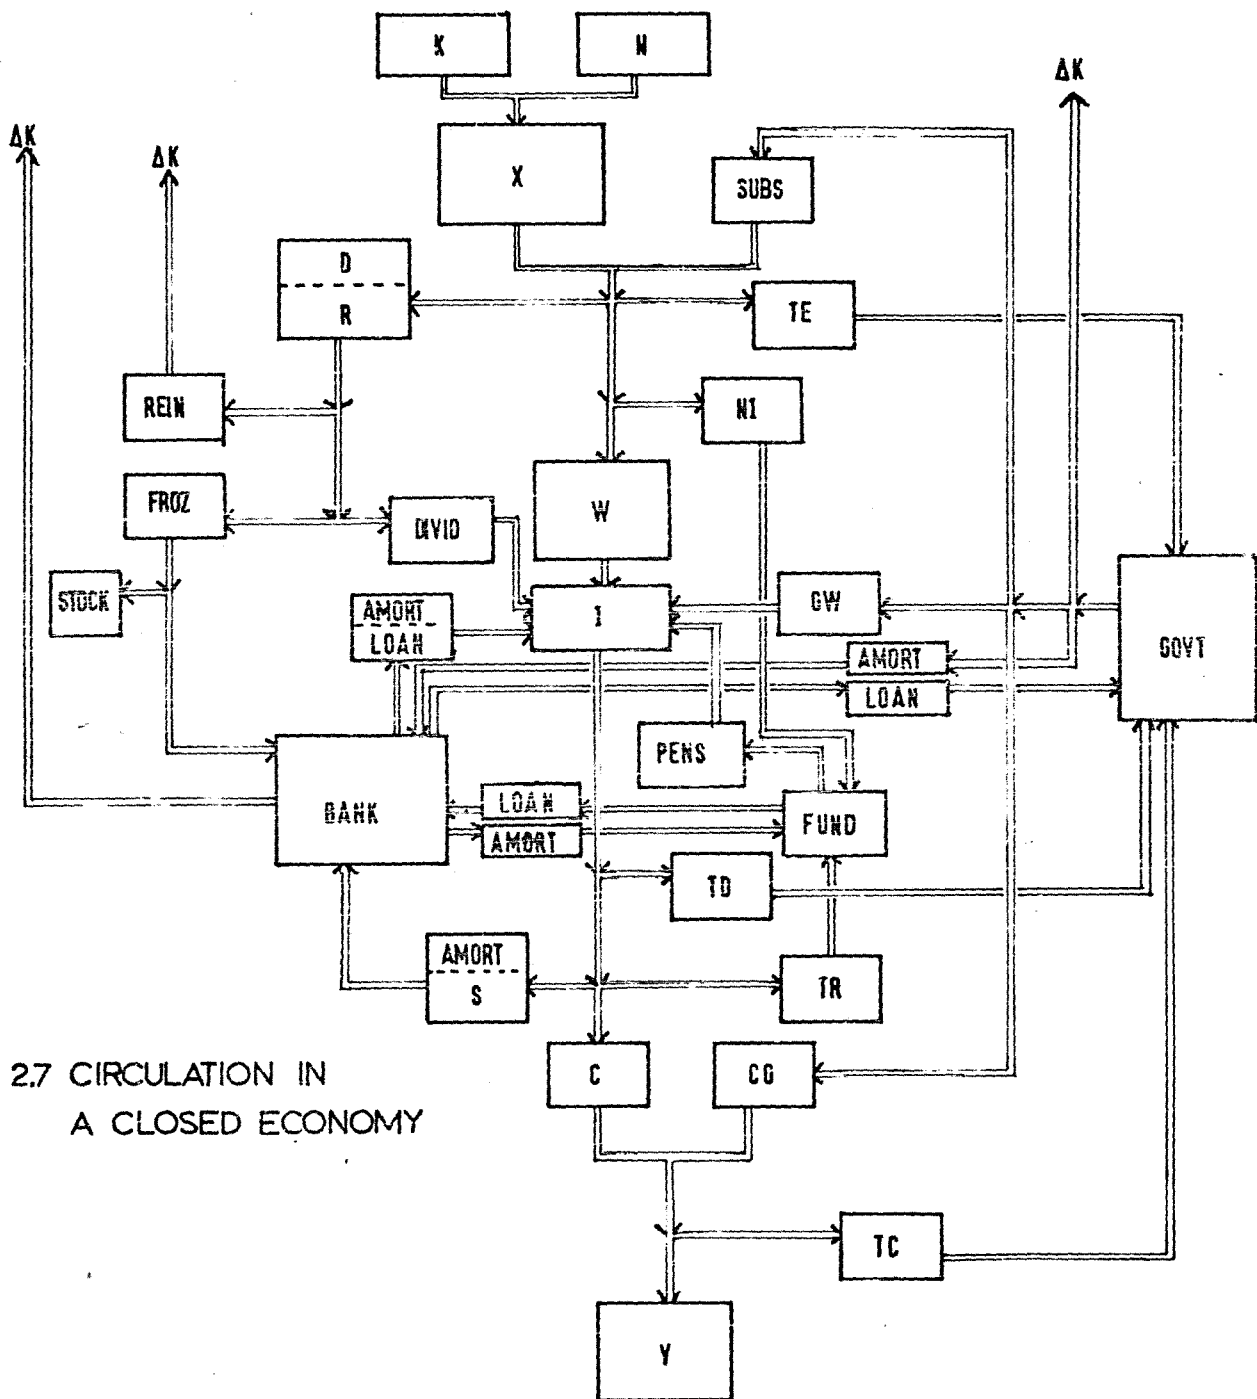 K
N
ΔK
ΔK
ΔK
X
SUBS
D
R
TE
REIN
NI
FROZ
DIVID
W
STOCK
AMORT
LOAN
I
GW
GOVT
AMORT
LOAN
PENS
BANK
LOAN
AMORT
FUND
TD
AMORT
S
TR
C
CG
2.7 CIRCULATION IN
A CLOSED ECONOMY
TC
Y